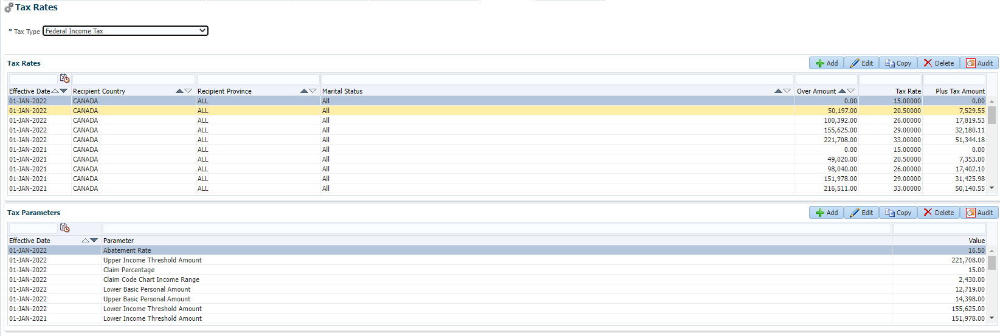 Tax Rates
* Tax Type Federal Income Tax
Tax Rates Add Edit Copy Delete Audit
Effective Date Recipient Country Recipient Province Marital Status Over Amount Tax Rate Plus Tax Amount
01-JAN-2022 CANADA ALL All 0.00 15.00000 0.00
01-JAN-2022 CANADA ALL All 50,197.00 20.50000 7,529.55
01-JAN-2022 CANADA ALL All 100,392.00 26.00000 17,819.53
01-JAN-2022 CANADA ALL All 155,625.00 29.00000 32,180.11
01-JAN-2022 CANADA ALL All 221,708.00 33.00000 51,344.18
01-JAN-2021 CANADA ALL All 0.00 15.00000 0.00
01-JAN-2021 CANADA ALL All 49,020.00 20.50000 7,353.00
01-JAN-2021 CANADA ALL All 98,040.00 26.00000 17,402.10
01-JAN-2021 CANADA ALL All 151,978.00 29.00000 31,425.98
01-JAN-2021 CANADA ALL All 216,511.00 33.00000 50,140.55
Tax Parameters Add Edit Copy Delete Audit
Effective Date Parameter Value
01-JAN-2022 Abatement Rate 16.50
01-JAN-2022 Upper Income Threshold Amount 221,708.00
01-JAN-2022 Claim Percentage 15.00
01-JAN-2022 Claim Code Chart Income Range 2,430.00
01-JAN-2022 Lower Basic Personal Amount 12,719.00
01-JAN-2022 Upper Basic Personal Amount 14,398.00
01-JAN-2022 Lower Income Threshold Amount 155,625.00
01-JAN-2021 Lower Income Threshold Amount 151,978.00